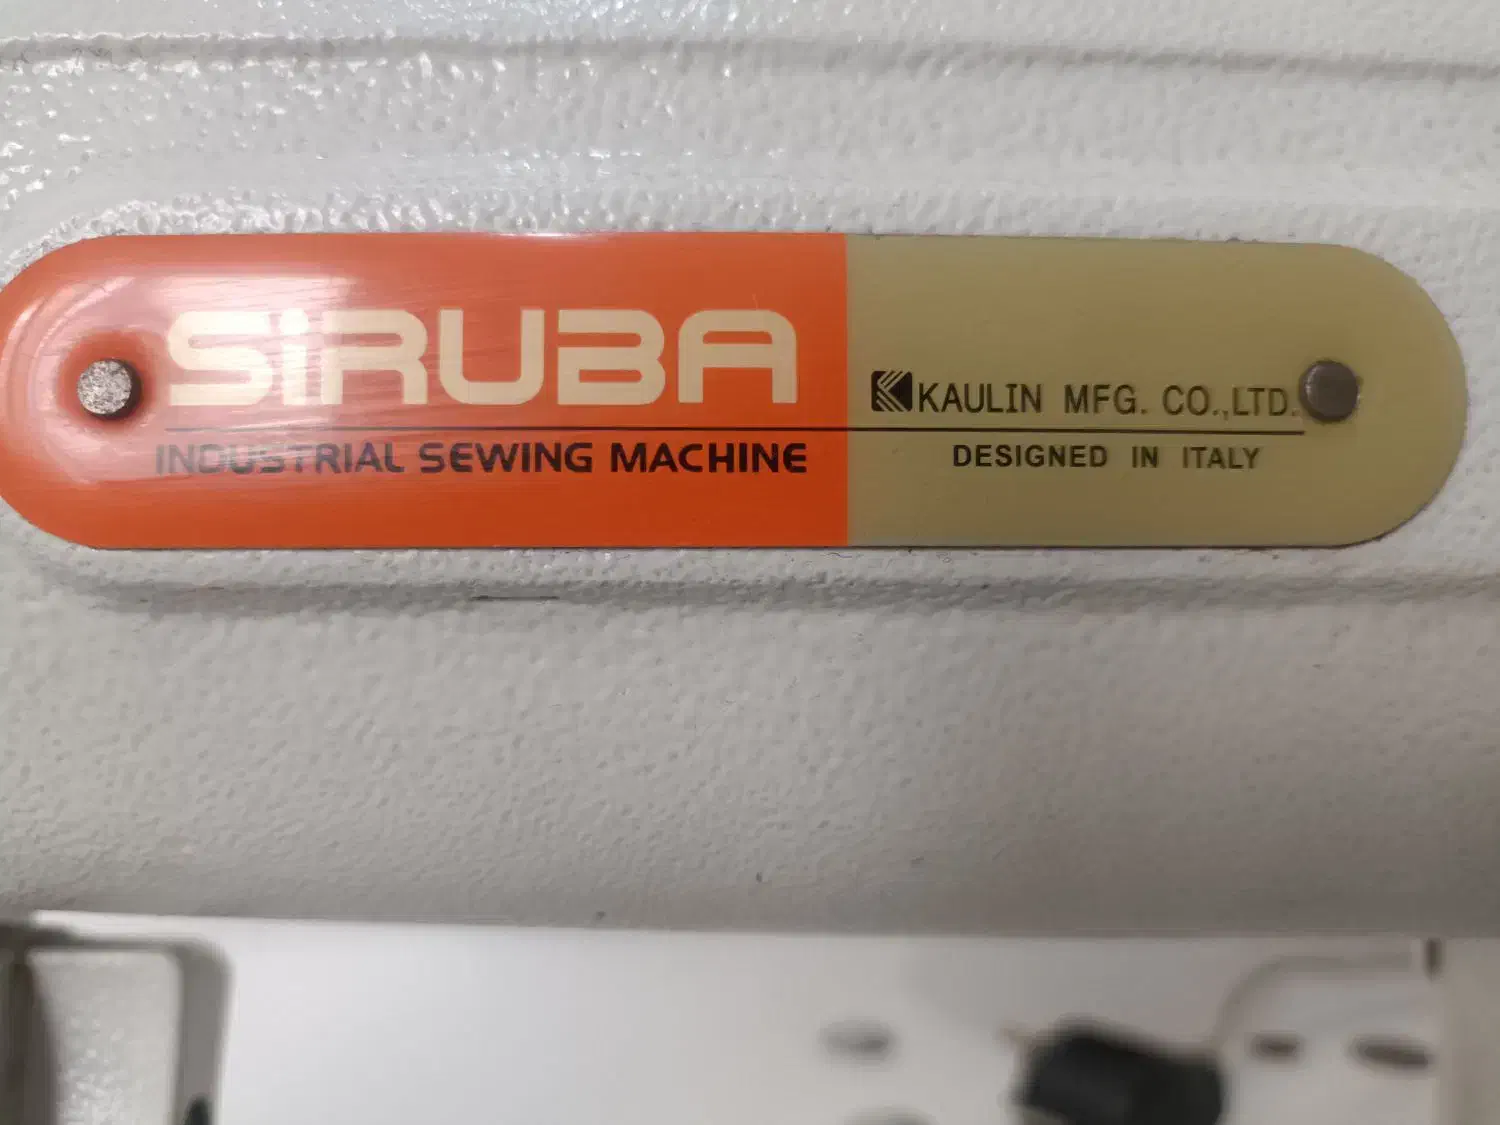 SiRUBA
INDUSTRIAL SEWING MACHINE
KAULIN MFG. CO.,LTD.
DESIGNED IN ITALY